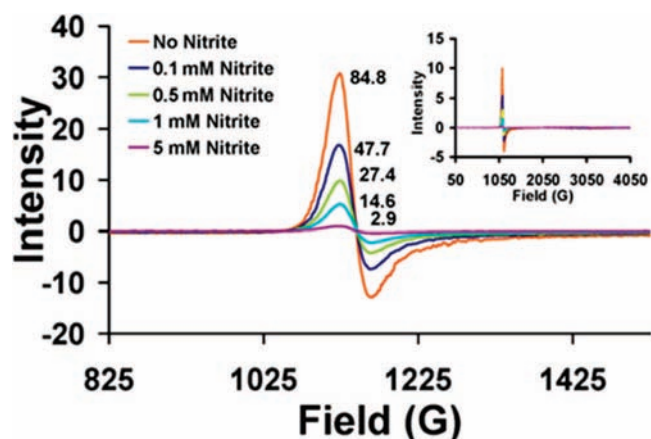 40
30
20
10
0
-10
-20
Intensity
No Nitrite
0.1 mM Nitrite
0.5 mM Nitrite
1 mM Nitrite
5 mM Nitrite
84.8
47.7
27.4
14.6
2.9
15
10
5
0
-5
Intensity
50 1050 2050 3050 4050
Field (G)
825 1025 1225 1425
Field (G)